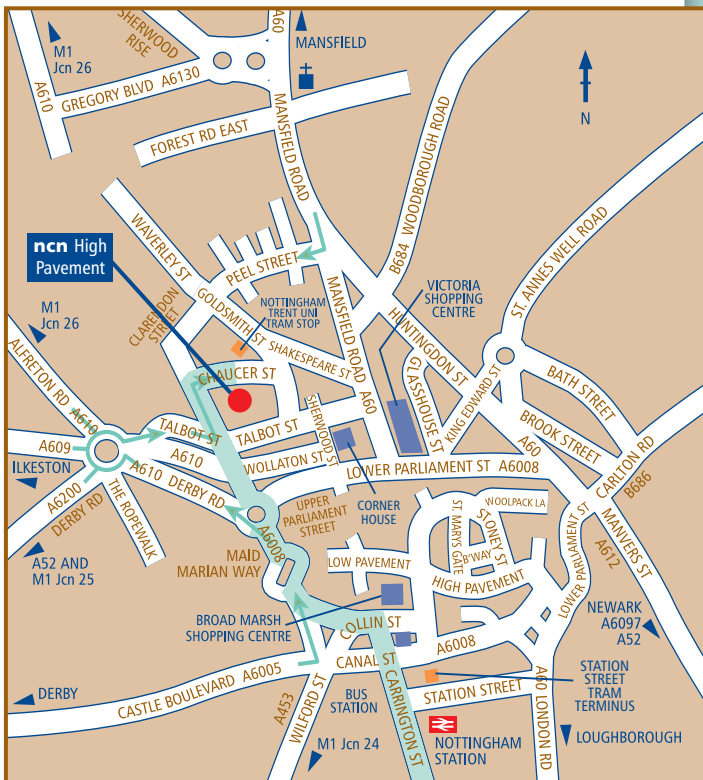 SHERWOOD
RISE
A60
MANSFIELD
M1
Jcn 26
A610
GREGORY BLVD A6130
FOREST RD EAST
MANSFIELD ROAD
N
WAVERLEY ST
B684 WOODBOROUGH ROAD
ST. ANNES WELL ROAD
ncn High
Pavement
PEEL STREET
CLARENDON
STREET
NOTTINGHAM
TRENT UNI
TRAM STOP
GOLDSMITH ST
SHAKESPEARE ST
MANSFIELD ROAD A60
VICTORIA
SHOPPING
CENTRE
HUNTINGDON ST
A60
M1
Jcn 26
ALFRETON RD
A610
CHAUCER ST
GLASSHOUSE ST
KING EDWARD ST
BATH STREET
BROOK STREET
TALBOT ST
TALBOT ST
SHERWOOD ST
A609
ILKESTON
A610
WOLLATON ST
LOWER PARLIAMENT ST A6008
CARLTON RD
B686
A6200
DERBY RD
A610 DERBY RD
THE ROPEWALK
UPPER
PARLIAMENT
STREET
CORNER
HOUSE
WOOLPACK LA
ST. MARYS
GATE
STONEY ST
B'WAY
LOWER PARLIAMENT ST
A612
MANVERS ST
A6008
MAID
MARIAN WAY
A52 AND
M1 Jcn 25
LOW PAVEMENT
HIGH PAVEMENT
BROAD MARSH
SHOPPING CENTRE
COLLIN ST
NEWARK
A6097
A52
CANAL ST
A6008
DERBY
CASTLE BOULEVARD A6005
A453
WILFORD ST
BUS
STATION
CARRINGTON ST
STATION STREET
STATION
STREET
TRAM
TERMINUS
A60 LONDON RD
M1 Jcn 24
NOTTINGHAM
STATION
LOUGHBOROUGH